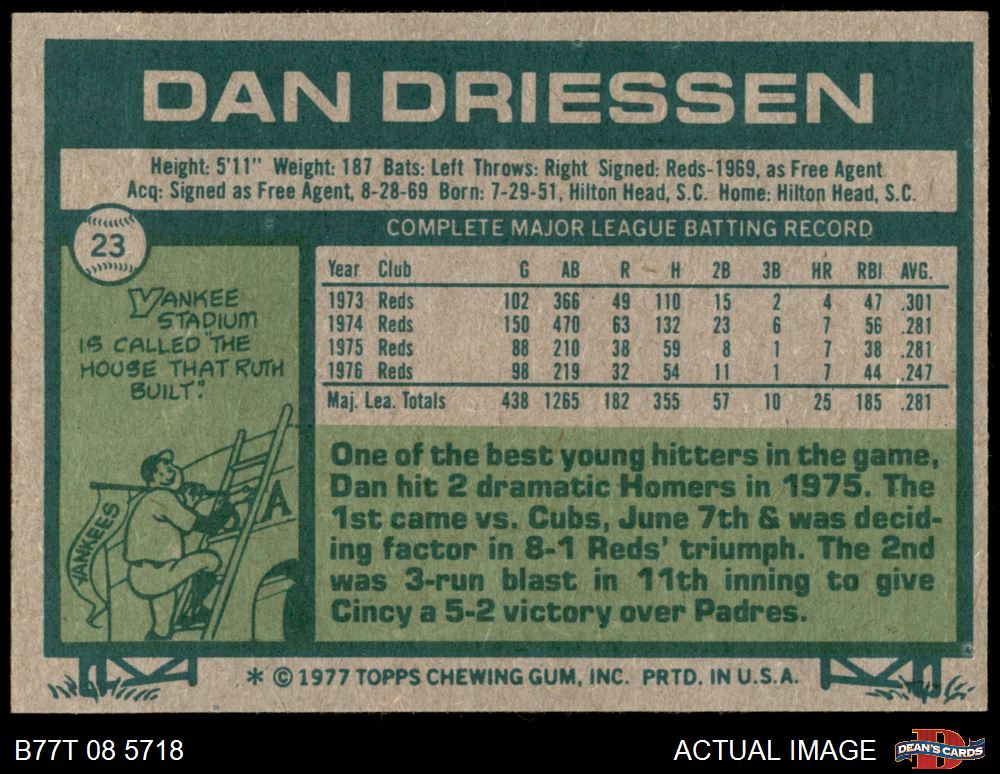 DAN DRIESSEN
Height: 5'11" Weight: 187 Bats: Left Throws: Right Signed: Reds-1969, as Free Agent
Acq: Signed as Free Agent, 8-28-69 Born: 7-29-51, Hilton Head, S.C. Home: Hilton Head, S.C.
23
COMPLETE MAJOR LEAGUE BATTING RECORD
YANKEE
STADIUM
IS CALLED "THE
HOUSE THAT RUTH
BUILT".
YANKEES
A
Year Club G AB R H 2B 3B HR RBI AVG.
1973 Reds 102 366 49 110 15 2 4 47 .301
1974 Reds 150 470 63 132 23 6 7 56 .281
1975 Reds 88 210 38 59 8 1 7 38 .281
1976 Reds 98 219 32 54 11 1 7 44 .247
Maj. Lea. Totals 438 1265 182 355 57 10 25 185 .281
One of the best young hitters in the game,
Dan hit 2 dramatic Homers in 1975. The
1st came vs. Cubs, June 7th & was decid-
ing factor in 8-1 Reds' triumph. The 2nd
was 3-run blast in 11th inning to give
Cincy a 5-2 victory over Padres.
* © 1977 TOPPS CHEWING GUM, INC. PRTD. IN U.S.A.
B77T 08 5718
ACTUAL IMAGE
D
DEAN'S CARDS